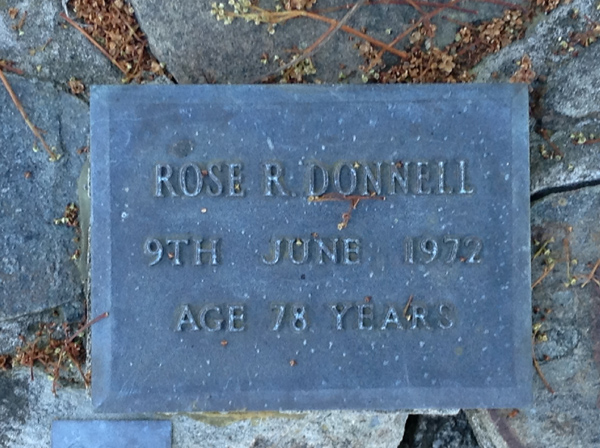 ROSE R. DONNELL
9TH JUNE 1972
AGE 78 YEARS